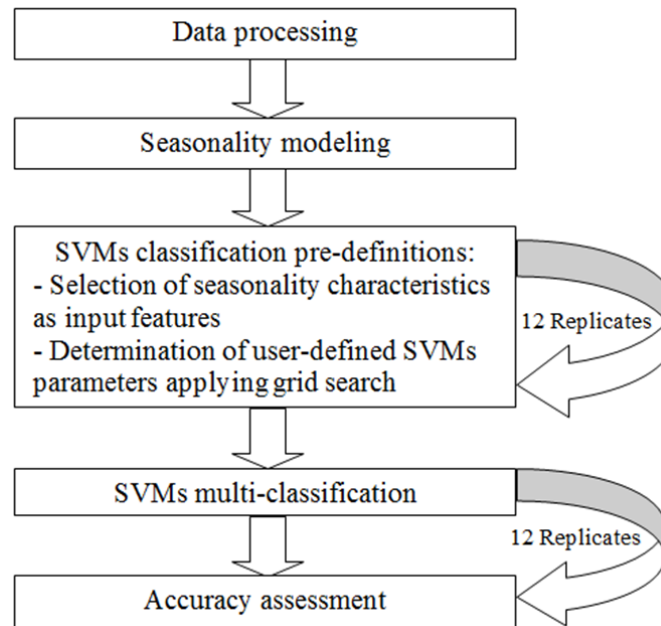 Data processing
Seasonality modeling
SVMs classification pre-definitions:
- Selection of seasonality characteristics
as input features
- Determination of user-defined SVMs
parameters applying grid search
12 Replicates
SVMs multi-classification
12 Replicates
Accuracy assessment